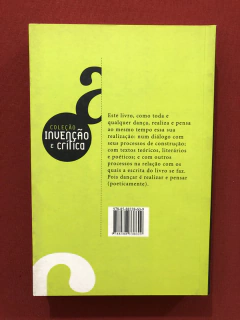 COLEÇÃO
INVENÇÃO
e crítica
Este livro, como toda e
qualquer dança, realiza e pensa
ao mesmo tempo essa sua
realização: num diálogo com
seus processos de construção;
com textos teóricos, literários
e poéticos; e com outros
processos na relação com os
quais a escrita do livro se faz.
Pois dançar é realizar e pensar
(poeticamente).